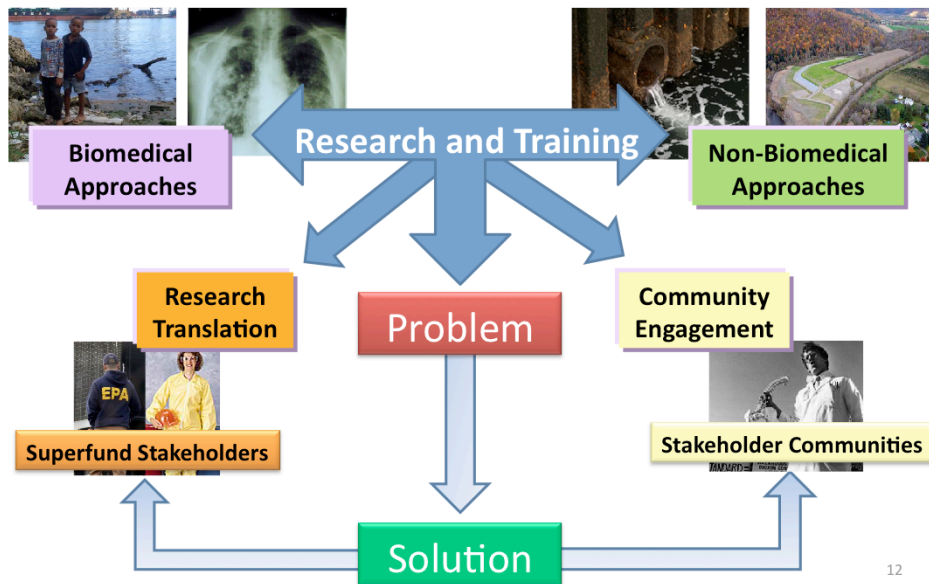 Research and Training
Biomedical
Approaches
Non-Biomedical
Approaches
Research
Translation
Problem
Community
Engagement
EPA
Superfund Stakeholders
Stakeholder Communities
TANDARD
Solution
12